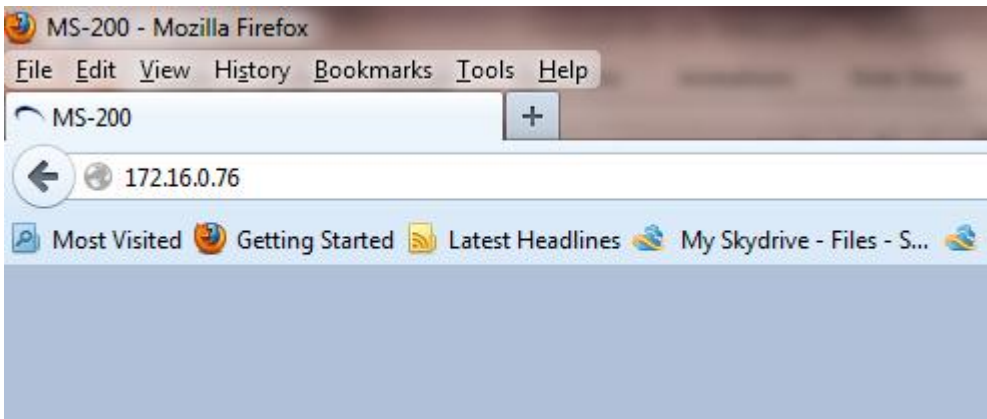 MS-200 - Mozilla Firefox
File Edit View History Bookmarks Tools Help
MS-200
172.16.0.76
Most Visited Getting Started Latest Headlines My Skydrive - Files - S...